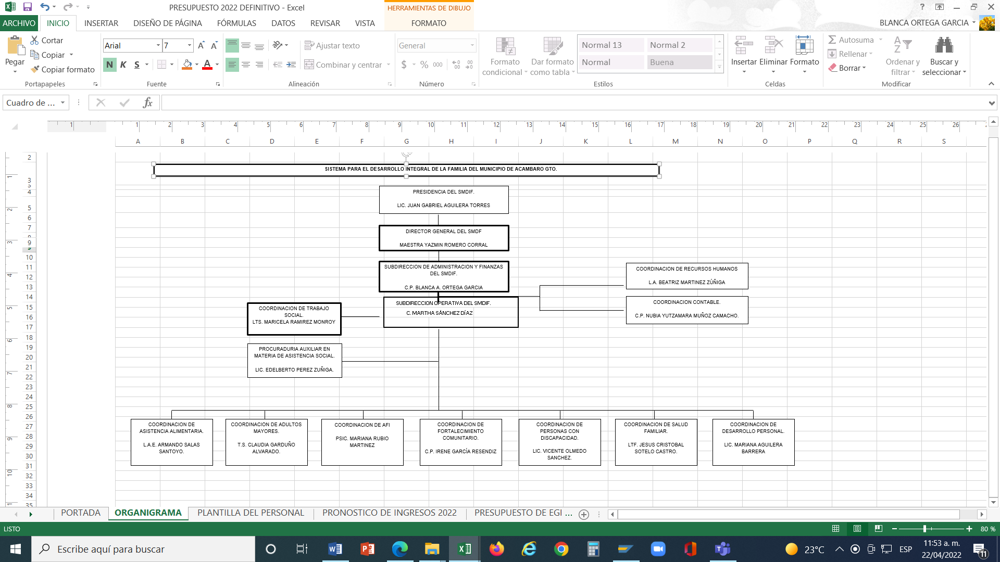 PRESUPUESTO 2022 DEFINITIVO - Excel
HERRAMIENTAS DE DIBUJO
?
ARCHIVO
INICIO
INSERTAR
DISEÑO DE PÁGINA
FÓRMULAS
DATOS
REVISAR
VISTA
FORMATO
BLANCA ORTEGA GARCIA
Pegar
Cortar
Copiar
Copiar formato
Portapapeles
Arial
7
N K S
Fuente
Ajustar texto
Combinar y centrar
Alineación
General
$ % 000
Número
Formato condicional
Dar formato como tabla
Normal 13
Normal 2
Normal
Buena
Estilos
Insertar
Eliminar
Formato
Celdas
Autosuma
Rellenar
Borrar
Ordenar y filtrar
Buscar y seleccionar
Modificar
Cuadro de ...
fx
1 1 2 3 4 5 6 7 8 9 10 11 12 13 14 15 16 17 18 19 20 21 22 23 24 25 26
A B C D E F G H I J K L M N O P Q R S
SISTEMA PARA EL DESARROLLO INTEGRAL DE LA FAMILIA DEL MUNICIPIO DE ACAMBARO GTO.
PRESIDENCIA DEL SMDIF.
LIC. JUAN GABRIEL AGUILERA TORRES
DIRECTOR GENERAL DEL SMDF
MAESTRA YAZMIN ROMERO CORRAL
SUBDIRECCION DE ADMINISTRACION Y FINANZAS
DEL SMDIF.
C.P. BLANCA A. ORTEGA GARCIA
COORDINACION DE RECURSOS HUMANOS
L.A. BEATRIZ MARTINEZ ZÚÑIGA
COORDINACION CONTABLE.
C.P. NUBIA YUTZAMARA MUÑOZ CAMACHO.
SUBDIRECCION OPERATIVA DEL SMDIF.
C. MARTHA SÁNCHEZ DÍAZ
COORDINACION DE TRABAJO
SOCIAL.
LTS. MARICELA RAMIREZ MONROY
PROCURADURIA AUXILIAR EN
MATERIA DE ASISTENCIA SOCIAL.
LIC. EDELBERTO PEREZ ZUÑIGA.
COORDINACION DE
ASISTENCIA ALIMENTARIA.
L.A.E. ARMANDO SALAS
SANTOYO.
COORDINACION DE ADULTOS
MAYORES.
T.S. CLAUDIA GARDUÑO
ALVARADO.
COORDINACION DE AFI
PSIC. MARIANA RUBIO
MARTINEZ
COORDINACION DE
FORTALECIMIENTO
COMUNITARIO.
C.P. IRENE GARCÍA RESENDIZ
COORDINACION DE
PERSONAS CON
DISCAPACIDAD.
LIC. VICENTE OLMEDO
SANCHEZ.
COORDINACION DE SALUD
FAMILIAR.
LTF. JESUS CRISTOBAL
SOTELO CASTRO.
COORDINACION DE
DESARROLLO PERSONAL.
LIC. MARIANA AGUILERA
BARRERA
2
3
4
5
6
7
9
10
11
12
13
14
15
16
17
18
19
20
21
22
23
24
25
26
27
28
29
30
31
32
33
34
35
PORTADA
ORGANIGRAMA
PLANTILLA DEL PERSONAL
PRONOSTICO DE INGRESOS 2022
PRESUPUESTO DE EGI ...
LISTO
80 %
Escribe aquí para buscar
23°C
ESP
11:53 a. m.
22/04/2022
11